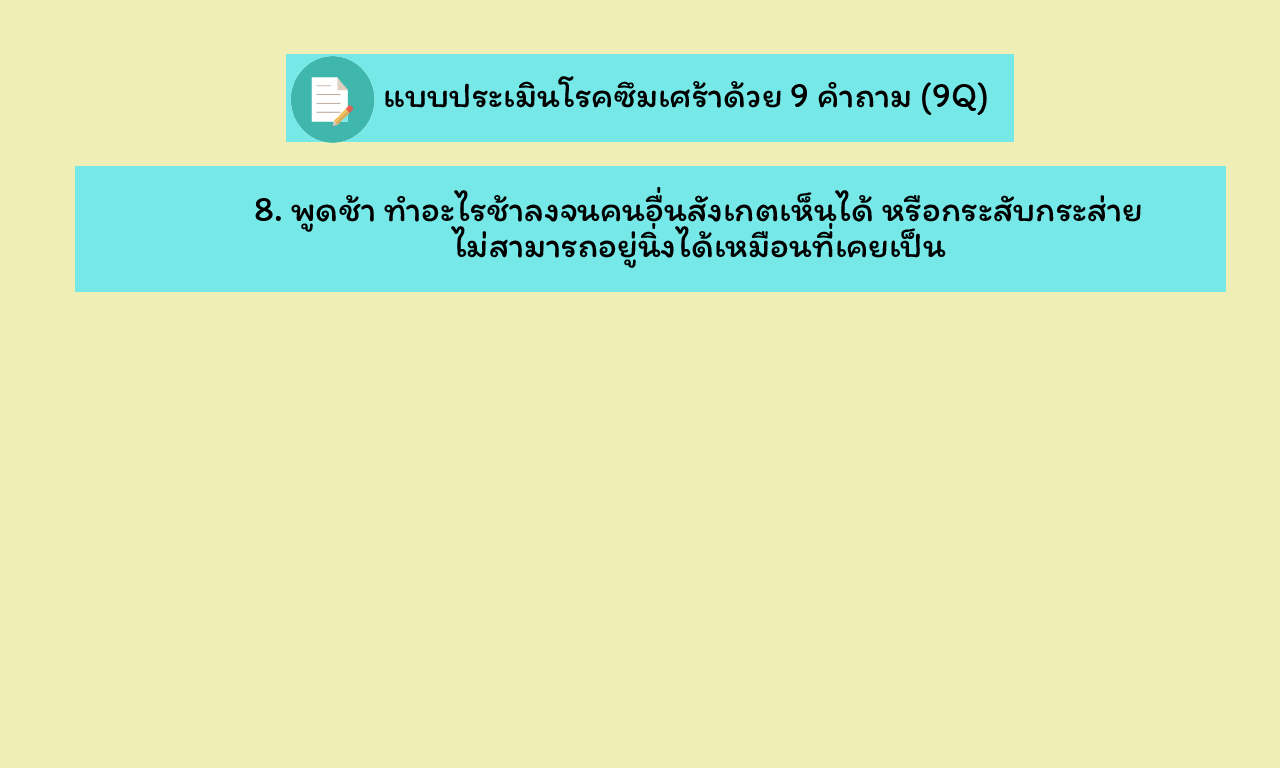 แบบประเมินโรคซึมเศร้าด้วย 9 คำถาม (9Q)
8. พูดช้า ทำอะไรช้าลงจนคนอื่นสังเกตเห็นได้ หรือกระสับกระส่าย
ไม่สามารถอยู่นิ่งได้เหมือนที่เคยเป็น